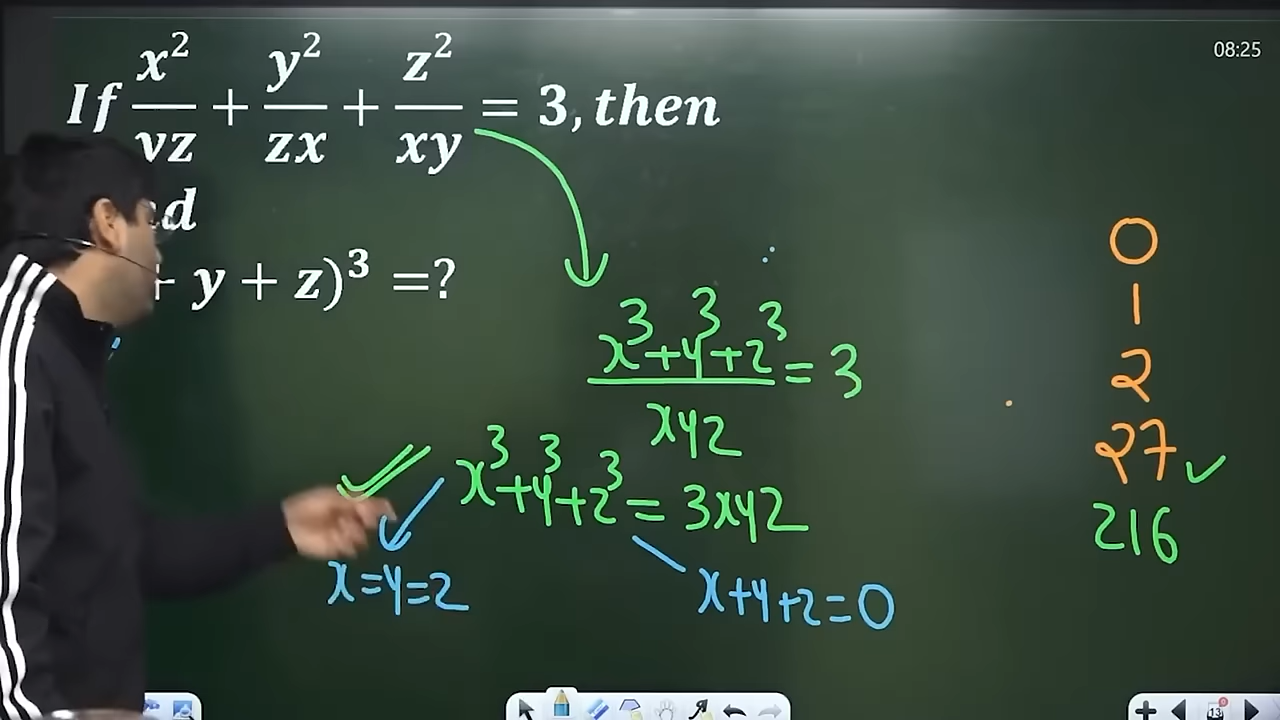 08:25
If x²/yz + y²/zx + z²/xy = 3, then
+ y + z)³ =?
x³+y³+z³/xyz = 3
x³+y³+z³ = 3xyz
x=y=z
x+y+z=0
0
1
2
27 ✓
216
13